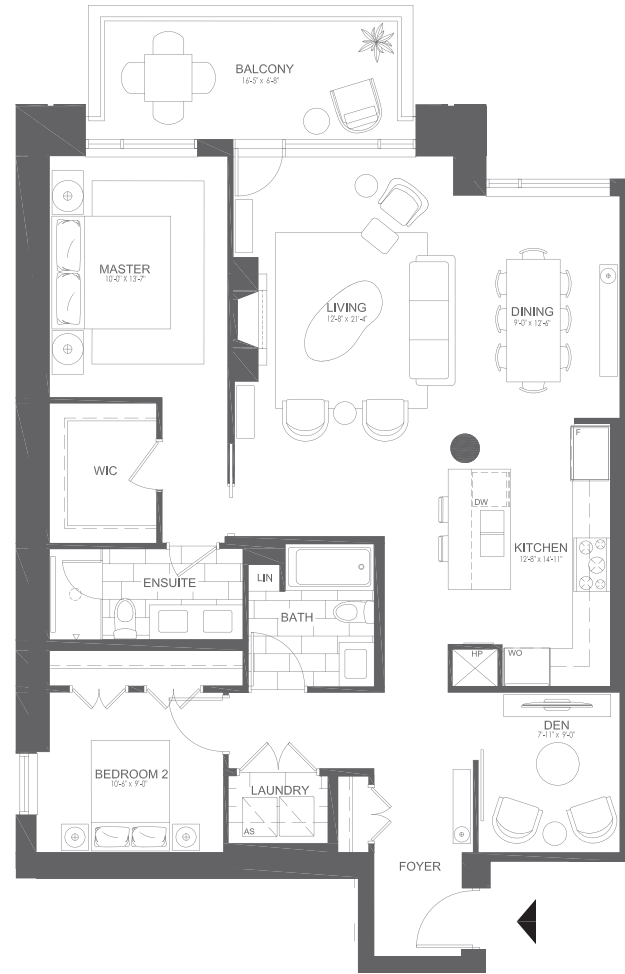 BALCONY
16'-5" x 6'-8"
MASTER
10'-0" X 13'-7"
LIVING
12'-8" x 21'-4"
DINING
9'-0" x 12'-6"
WIC
F
DW
KITCHEN
12'-8" x 14'-11"
ENSUITE
LIN
BATH
HP
WO
DEN
7'-11" x 9'-0"
BEDROOM 2
10'-6" x 9'-0"
LAUNDRY
AS
FOYER